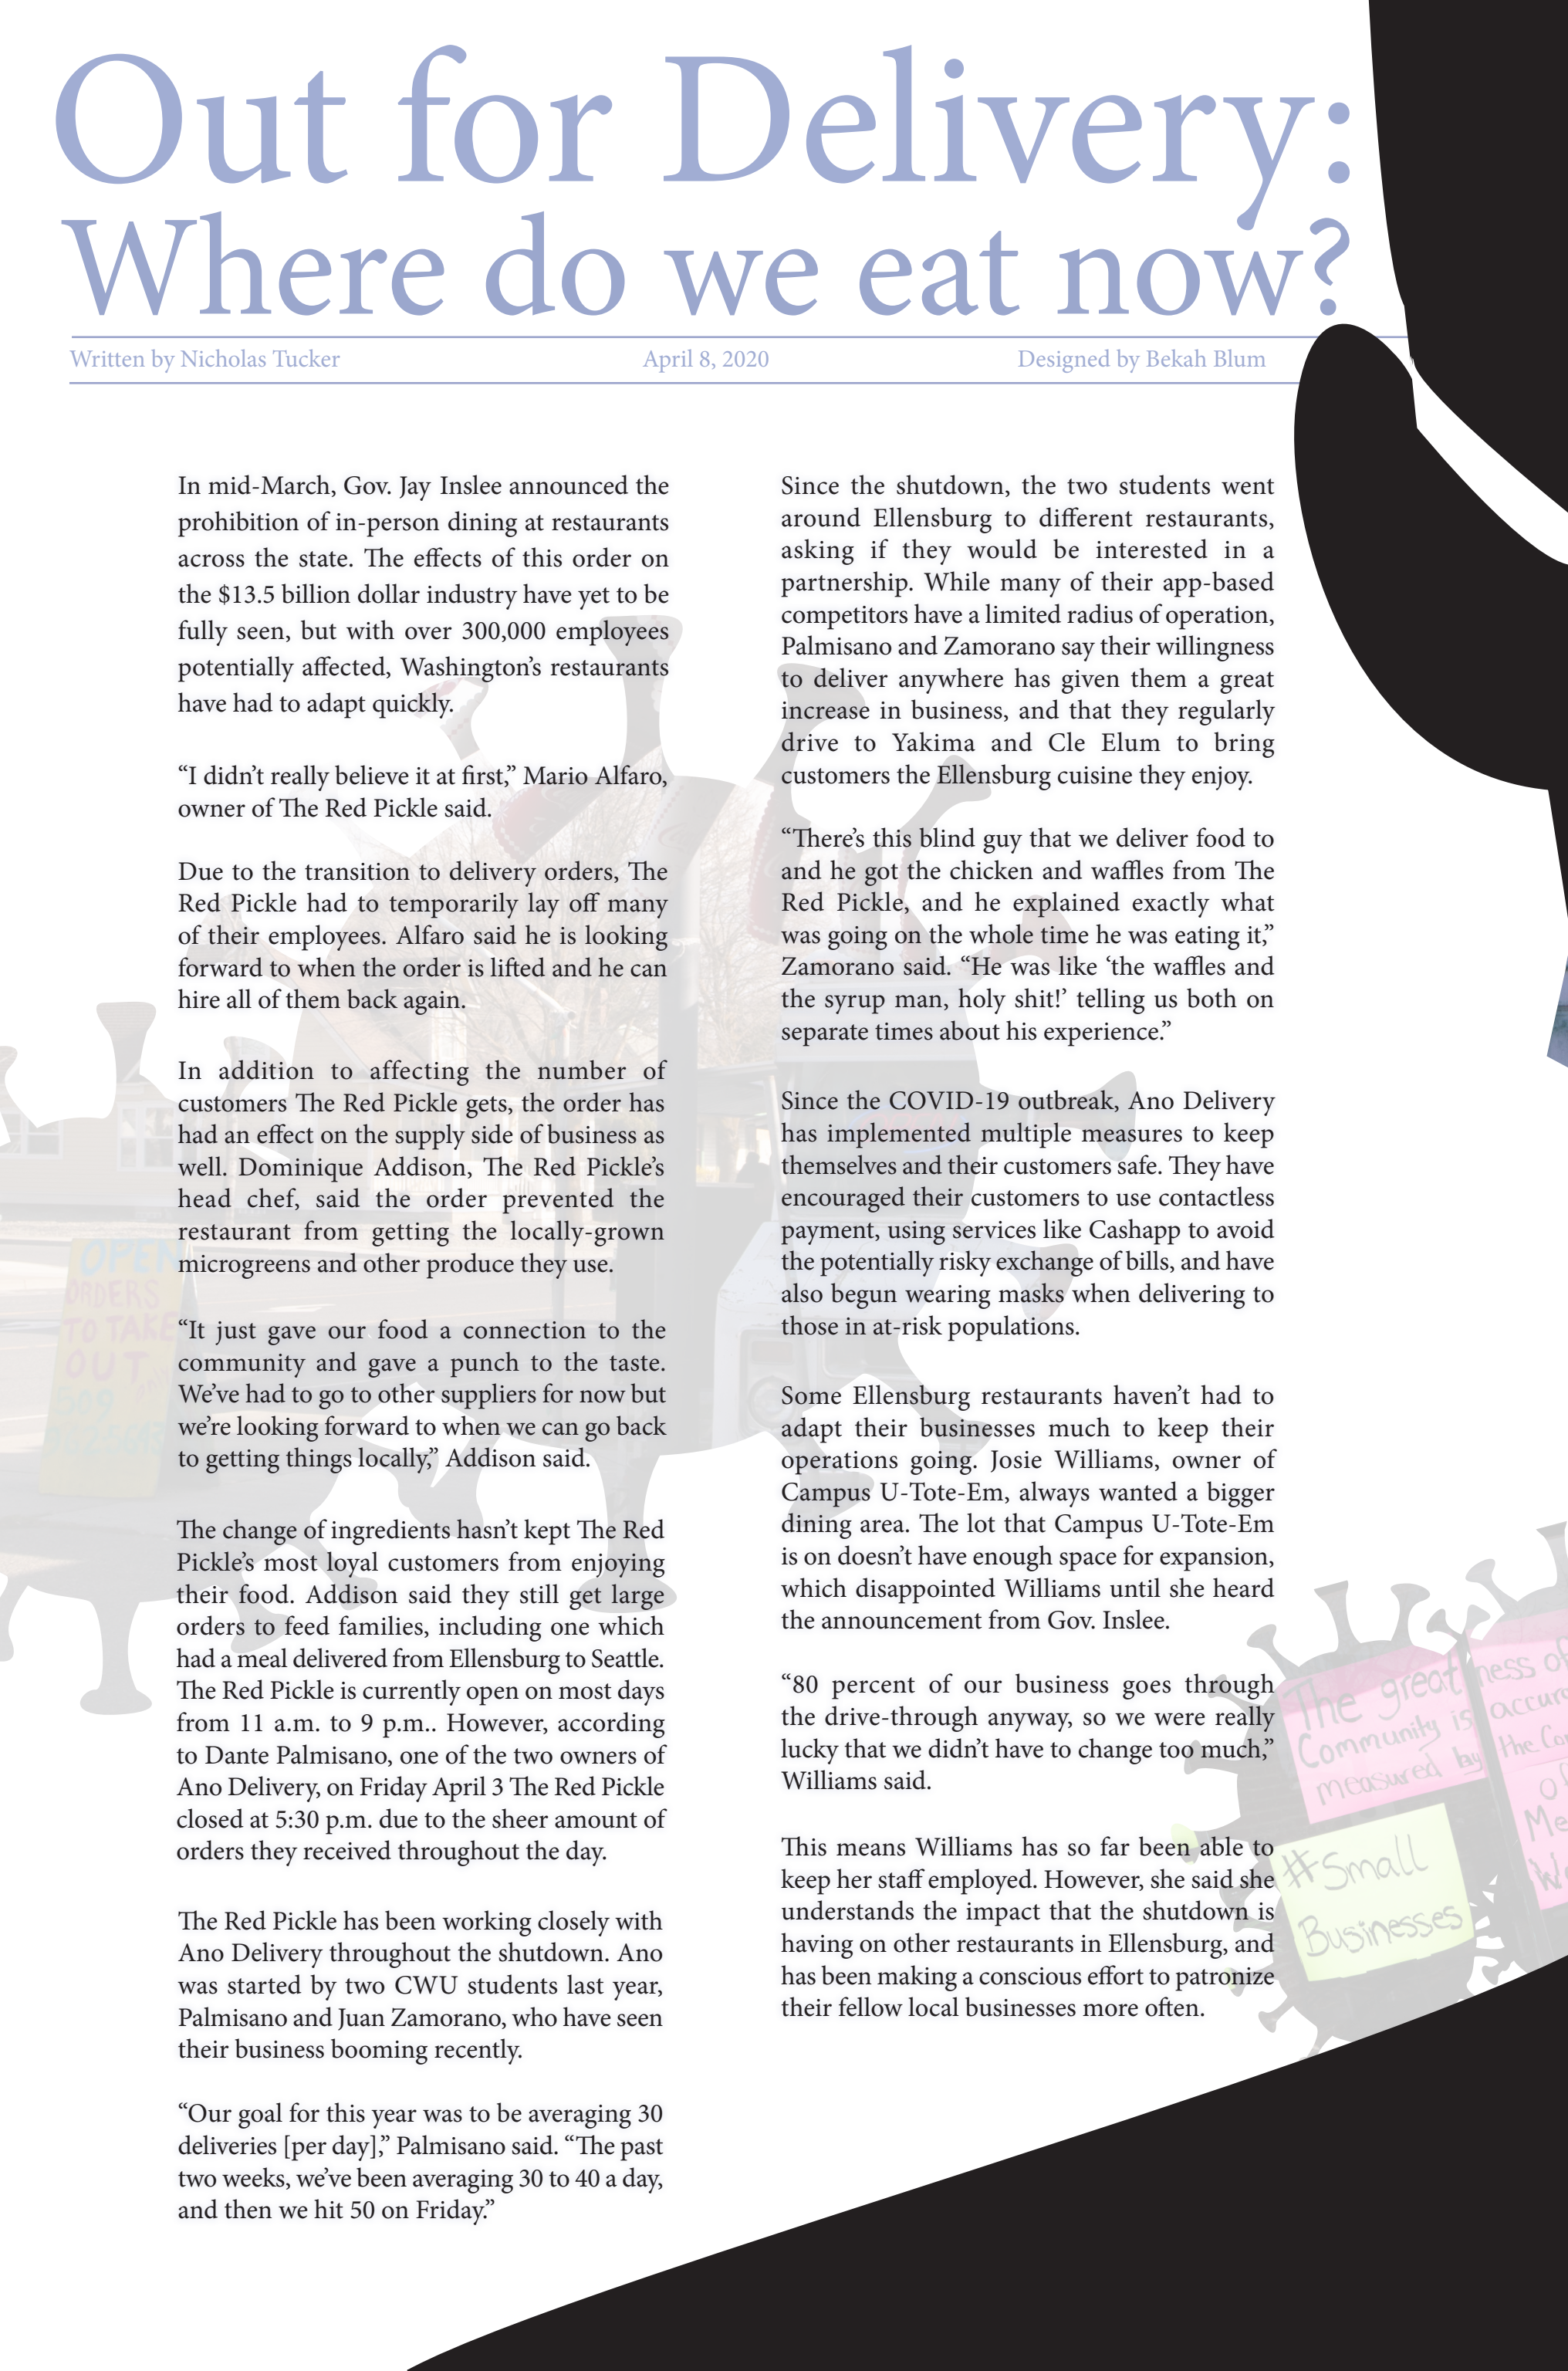 Out for Delivery:
Where do we eat now?
Written by Nicholas Tucker
April 8, 2020
Designed by Bekah Blum
In mid-March, Gov. Jay Inslee announced the
prohibition of in-person dining at restaurants
across the state. The effects of this order on
the $13.5 billion dollar industry have yet to be
fully seen, but with over 300,000 employees
potentially affected, Washington's restaurants
have had to adapt quickly.
“I didn't really believe it at first,” Mario Alfaro,
owner of The Red Pickle said.
Due to the transition to delivery orders, The
Red Pickle had to temporarily lay off many
of their employees. Alfaro said he is looking
forward to when the order is lifted and he can
hire all of them back again.
In addition to affecting the number of
customers The Red Pickle gets, the order has
had an effect on the supply side of business as
well. Dominique Addison, The Red Pickle's
head chef, said the order prevented the
restaurant from getting the locally-grown
microgreens and other produce they use.
“It just gave our food a connection to the
community and gave a punch to the taste.
We've had to go to other suppliers for now but
we're looking forward to when we can go back
to getting things locally,” Addison said.
The change of ingredients hasn't kept The Red
Pickle's most loyal customers from enjoying
their food. Addison said they still get large
orders to feed families, including one which
had a meal delivered from Ellensburg to Seattle.
The Red Pickle is currently open on most days
from 11 a.m. to 9 p.m.. However, according
to Dante Palmisano, one of the two owners of
Ano Delivery, on Friday April 3 The Red Pickle
closed at 5:30 p.m. due to the sheer amount of
orders they received throughout the day.
The Red Pickle has been working closely with
Ano Delivery throughout the shutdown. Ano
was started by two CWU students last year,
Palmisano and Juan Zamorano, who have seen
their business booming recently.
“Our goal for this year was to be averaging 30
deliveries [per day],” Palmisano said. “The past
two weeks, we've been averaging 30 to 40 a day,
and then we hit 50 on Friday.”
Since the shutdown, the two students went
around Ellensburg to different restaurants,
asking if they would be interested in a
partnership. While many of their app-based
competitors have a limited radius of operation,
Palmisano and Zamorano say their willingness
to deliver anywhere has given them a great
increase in business, and that they regularly
drive to Yakima and Cle Elum to bring
customers the Ellensburg cuisine they enjoy.
“There's this blind guy that we deliver food to
and he got the chicken and waffles from The
Red Pickle, and he explained exactly what
was going on the whole time he was eating it,”
Zamorano said. “He was like ‘the waffles and
the syrup man, holy shit!’ telling us both on
separate times about his experience.”
Since the COVID-19 outbreak, Ano Delivery
has implemented multiple measures to keep
themselves and their customers safe. They have
encouraged their customers to use contactless
payment, using services like Cashapp to avoid
the potentially risky exchange of bills, and have
also begun wearing masks when delivering to
those in at-risk populations.
Some Ellensburg restaurants haven't had to
adapt their businesses much to keep their
operations going. Josie Williams, owner of
Campus U-Tote-Em, always wanted a bigger
dining area. The lot that Campus U-Tote-Em
is on doesn't have enough space for expansion,
which disappointed Williams until she heard
the announcement from Gov. Inslee.
“80 percent of our business goes through
the drive-through anyway, so we were really
lucky that we didn't have to change too much,”
Williams said.
This means Williams has so far been able to
keep her staff employed. However, she said she
understands the impact that the shutdown is
having on other restaurants in Ellensburg, and
has been making a conscious effort to patronize
their fellow local businesses more often.
OPEN
ORDERS
TO TAKE
OUT
only
509
The greatness of
Community is
measured by
the
#Small
Businesses